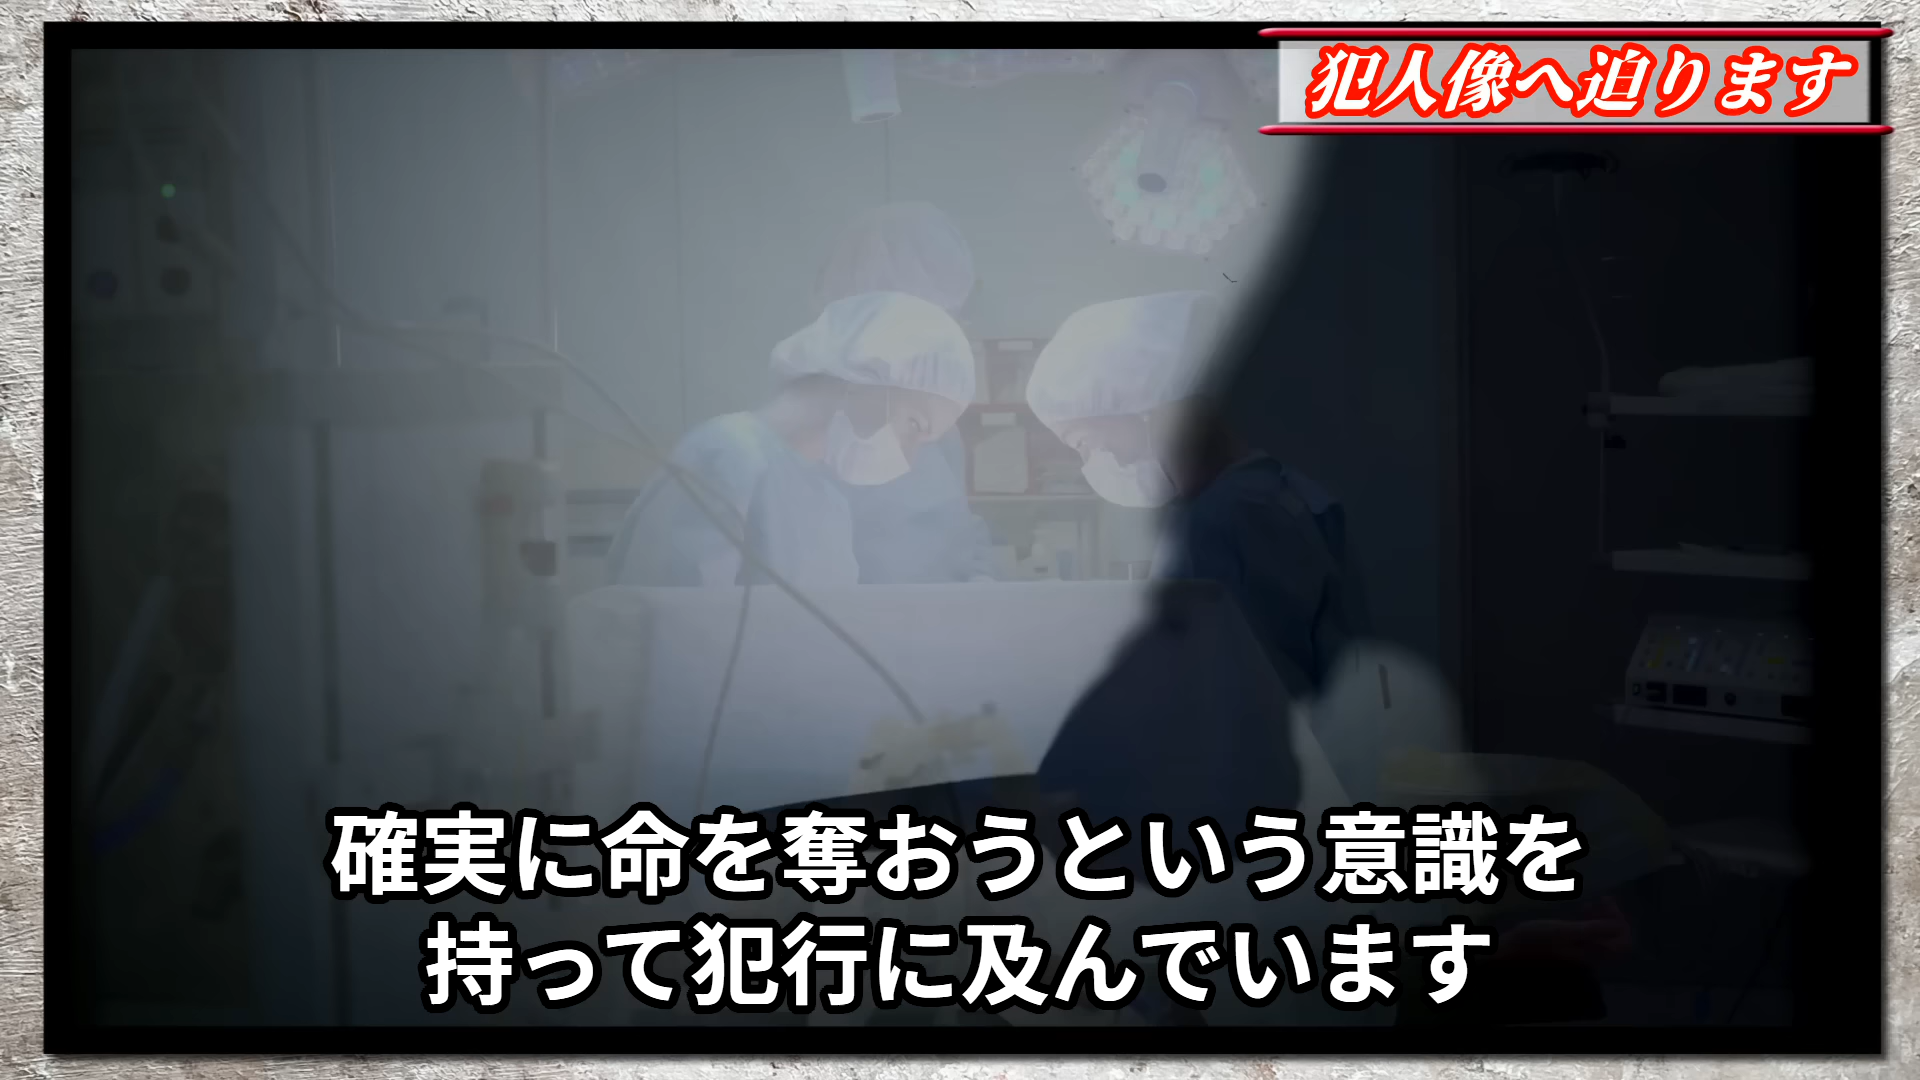 犯人像へ迫ります
確実に命を奪おうという意識を
持って犯行に及んでいます